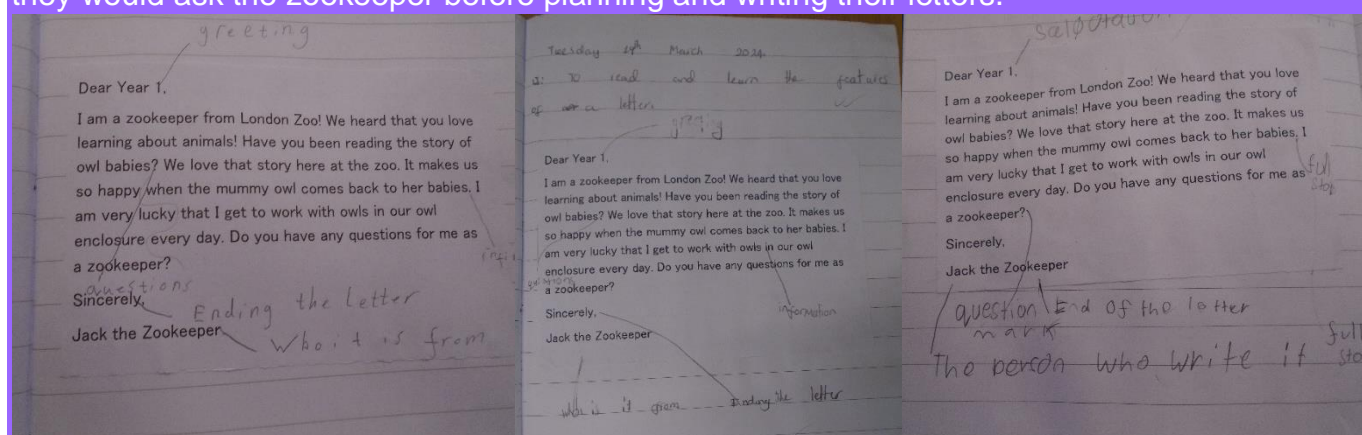 they would ask the zookeeper before planning and writing their letters.
greeting
Dear Year 1,
I am a zookeeper from London Zoo! We heard that you love
learning about animals! Have you been reading the story of
owl babies? We love that story here at the zoo. It makes us
so happy when the mummy owl comes back to her babies. I
am very lucky that I get to work with owls in our owl
enclosure every day. Do you have any questions for me as
a zookeeper?
questions
Sincerely,
Ending the letter
Jack the Zookeeper
Who it is from
Tuesday March 2024
to read and learn the features
of a letter
Dear Year 1,
I am a zookeeper from London Zoo! We heard that you love
learning about animals! Have you been reading the story of
owl babies? We love that story here at the zoo. It makes us
so happy when the mummy owl comes back to her babies. I
am very lucky that I get to work with owls in our owl
enclosure every day. Do you have any questions for me as
a zookeeper?
Sincerely,
information
Jack the Zookeeper
it Ending the letter
Dear Year 1,
I am a zookeeper from London Zoo! We heard that you love
learning about animals! Have you been reading the story of
owl babies? We love that story here at the zoo. It makes us
so happy when the mummy owl comes back to her babies. I
am very lucky that I get to work with owls in our owl
full
enclosure every day. Do you have any questions for me as
stop
a zookeeper?
Sincerely,
Jack the Zookeeper
question End of the letter
mark
The person who write it
full